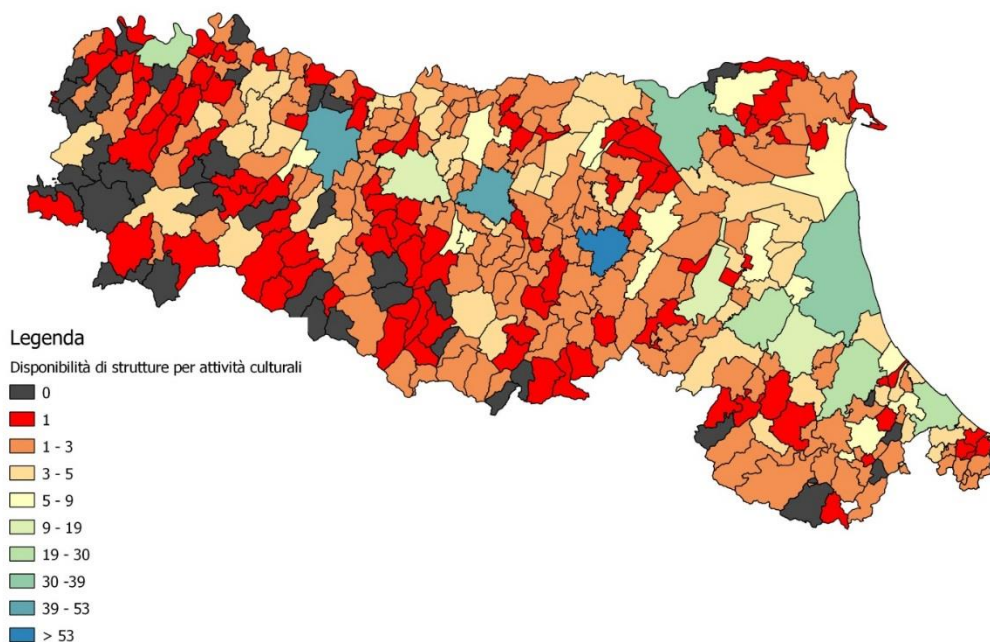 Legenda
Disponibilità di strutture per attività culturali
0
1
1 - 3
3 - 5
5 - 9
9 - 19
19 - 30
30 -39
39 - 53
> 53